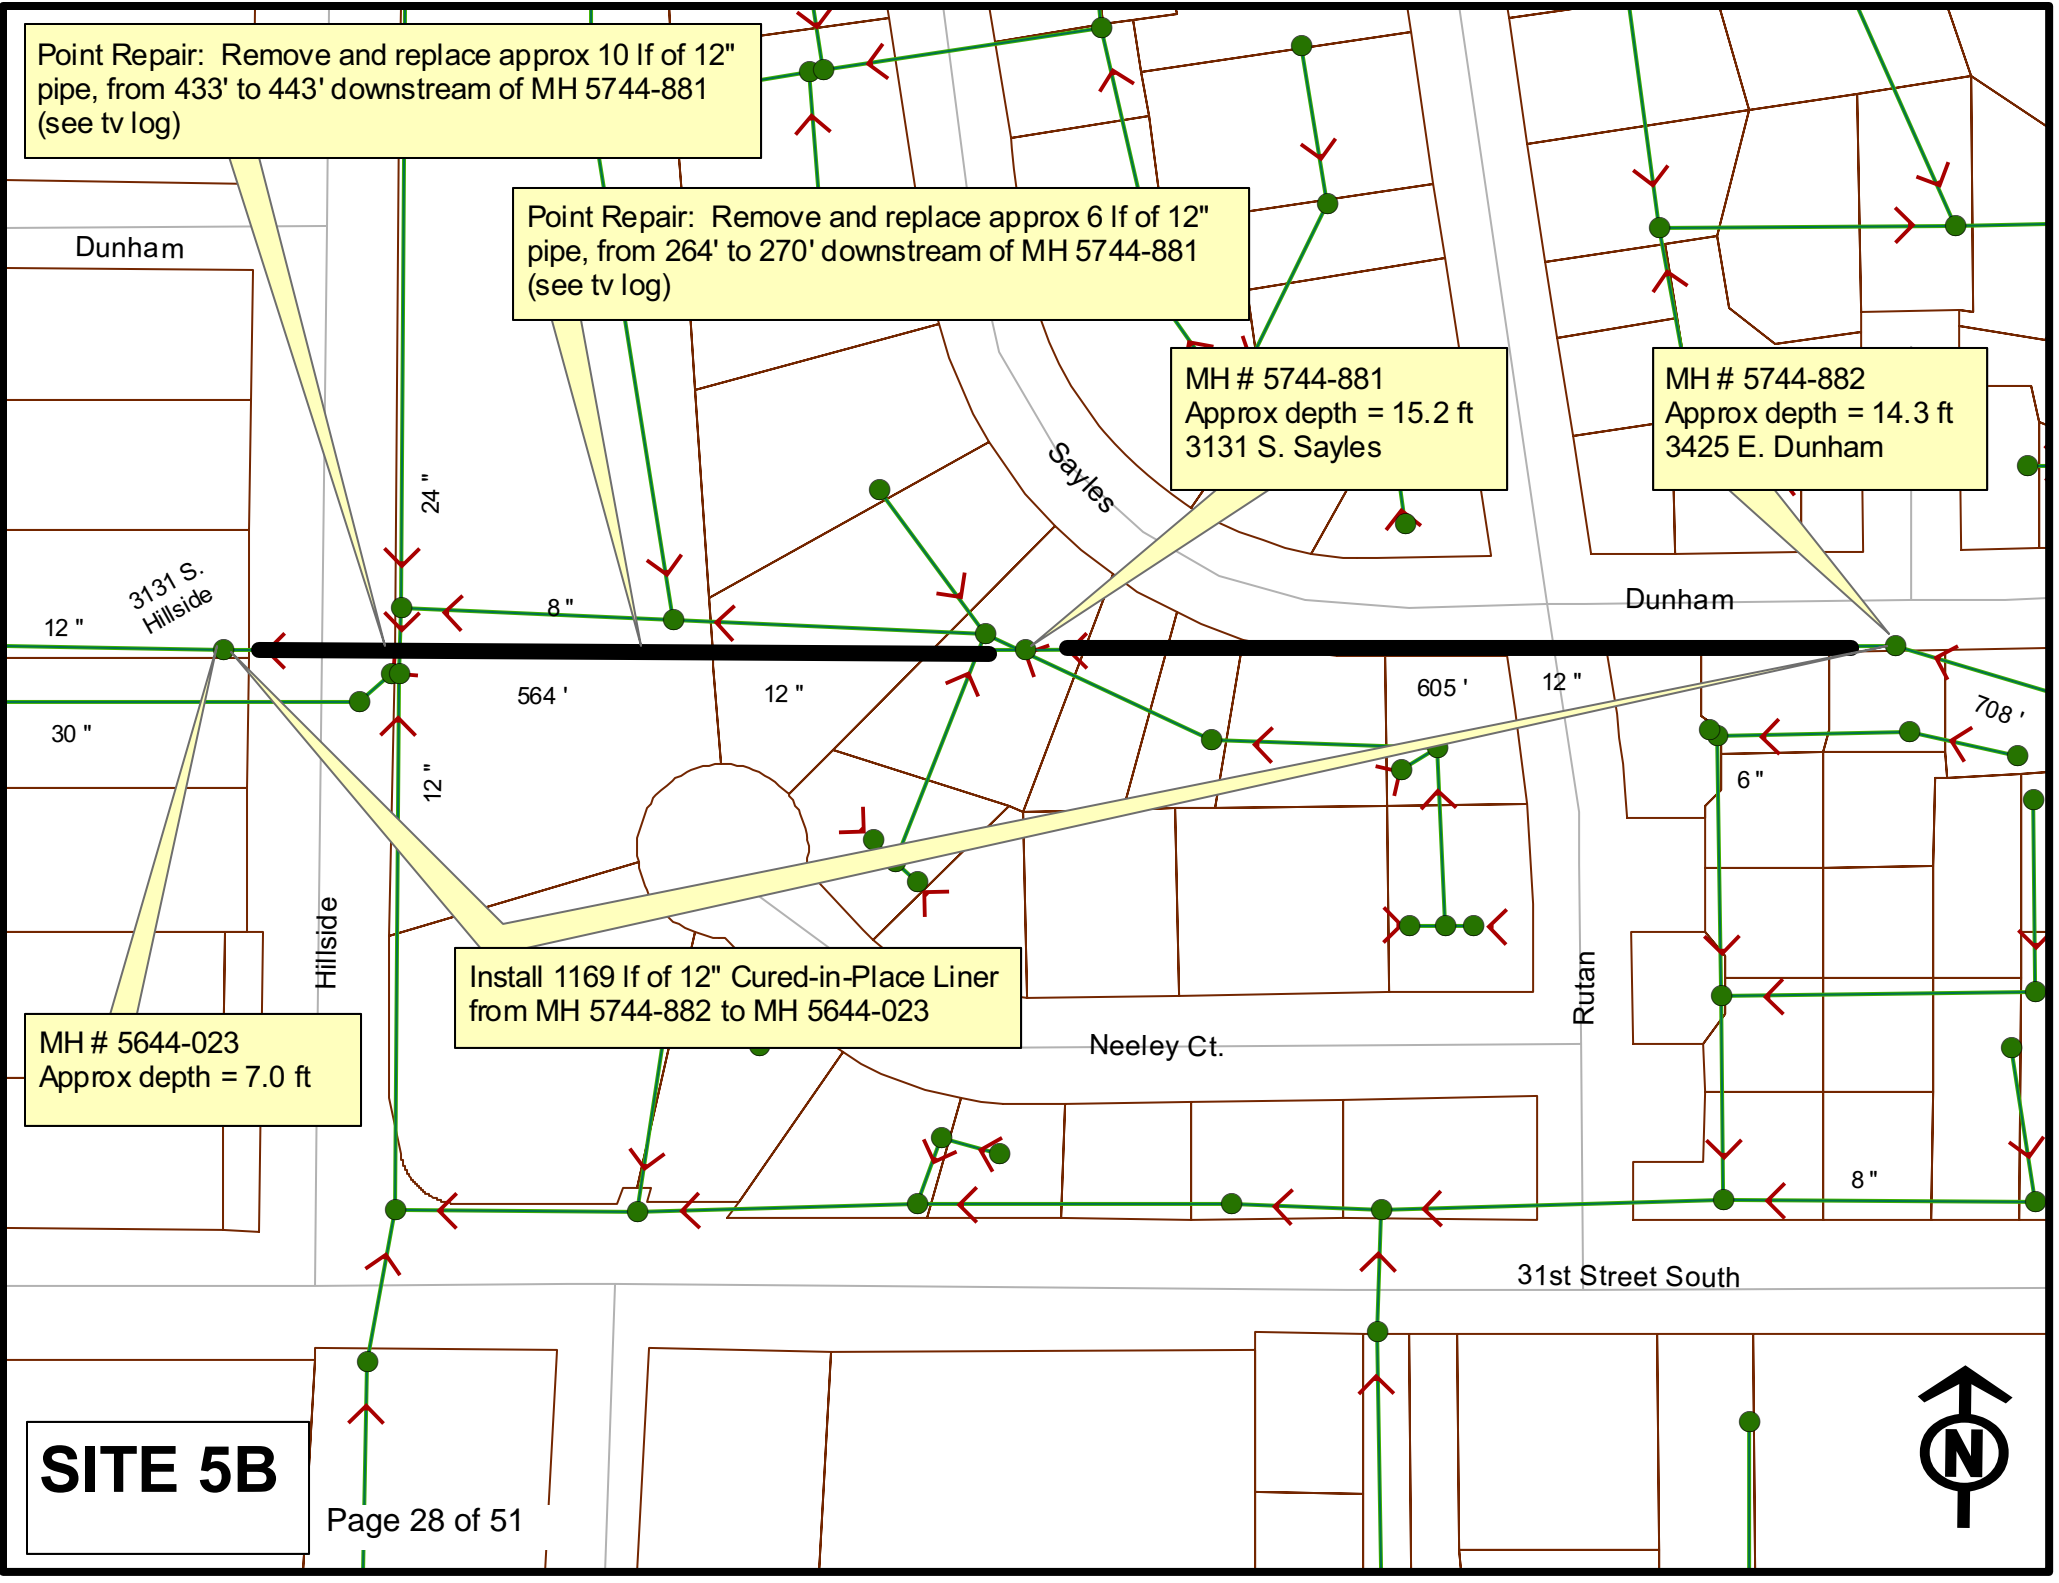 Point Repair:  Remove and replace approx 10 lf of 12"
pipe, from 433' to 443' downstream of MH 5744-881
(see tv log)
Point Repair:  Remove and replace approx 6 lf of 12"
pipe, from 264' to 270' downstream of MH 5744-881
(see tv log)
Dunham
MH # 5744-881
Approx depth = 15.2 ft
3131 S. Sayles
MH # 5744-882
Approx depth = 14.3 ft
3425 E. Dunham
Sayles
24 "
3131 S.
Hillside
12 "
8 "
Dunham
564 '
12 "
605 '
12 "
708 '
30 "
12 "
6 "
Hillside
Rutan
Install 1169 lf of 12" Cured-in-Place Liner
from MH 5744-882 to MH 5644-023
MH # 5644-023
Approx depth = 7.0 ft
Neeley Ct.
8 "
31st Street South
SITE 5B
Page 28 of 51
N